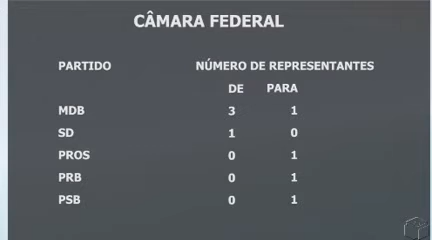 CÂMARA FEDERAL
PARTIDO NÚMERO DE REPRESENTANTES
DE PARA
MDB 3 1
SD 1 0
PROS 0 1
PRB 0 1
PSB 0 1